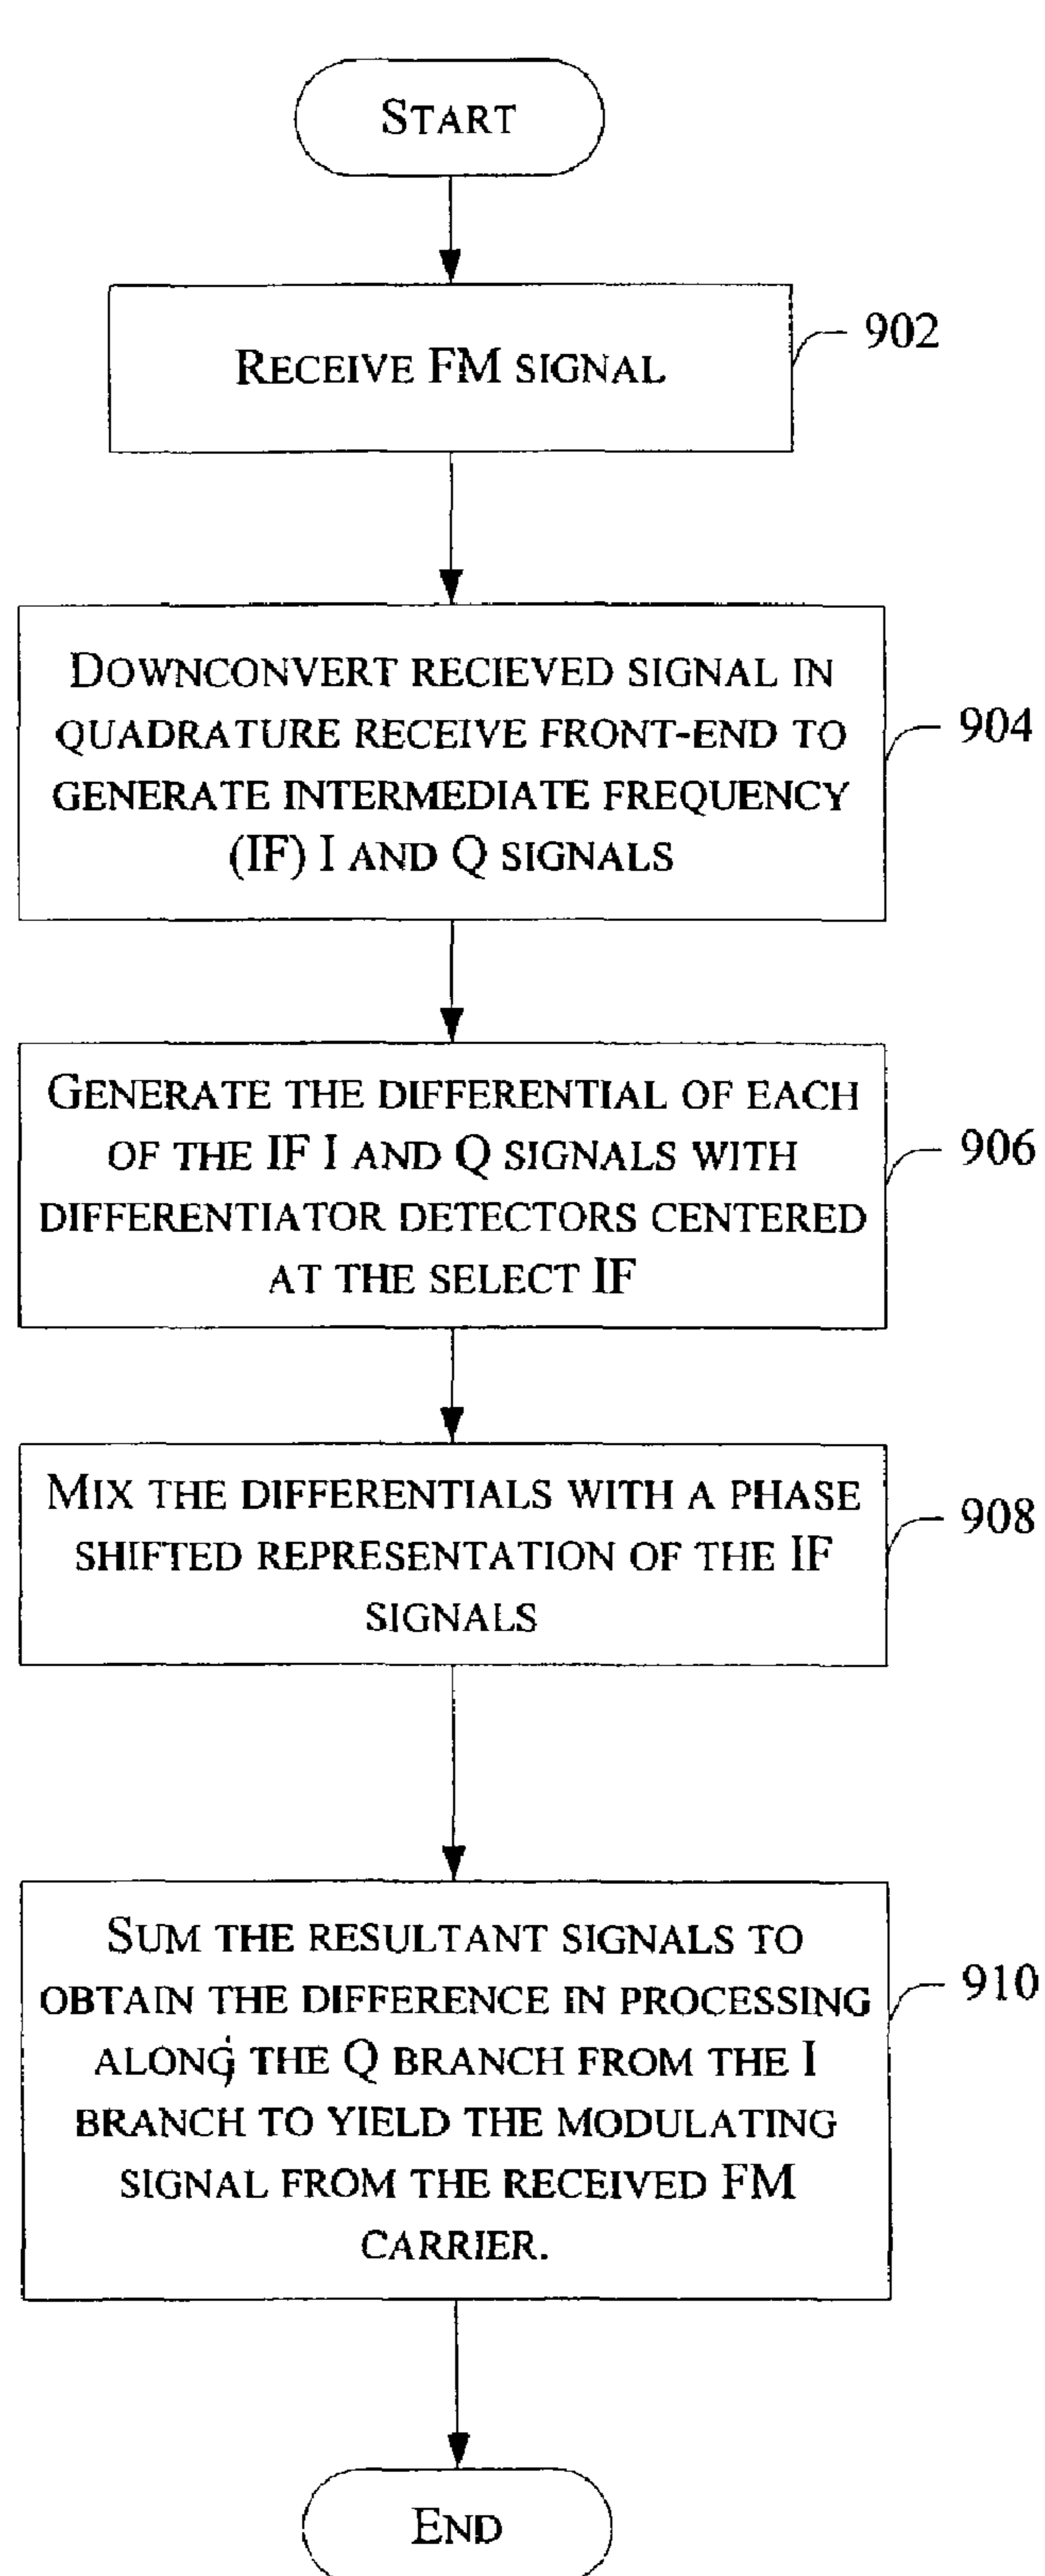 START
RECEIVE FM SIGNAL
902
DOWNCONVERT RECIEVED SIGNAL IN
QUADRATURE RECEIVE FRONT-END TO
GENERATE INTERMEDIATE FREQUENCY
(IF) I AND Q SIGNALS
904
GENERATE THE DIFFERENTIAL OF EACH
OF THE IF I AND Q SIGNALS WITH
DIFFERENTIATOR DETECTORS CENTERED
AT THE SELECT IF
906
MIX THE DIFFERENTIALS WITH A PHASE
SHIFTED REPRESENTATION OF THE IF
SIGNALS
908
SUM THE RESULTANT SIGNALS TO
OBTAIN THE DIFFERENCE IN PROCESSING
ALONG THE Q BRANCH FROM THE I
BRANCH TO YIELD THE MODULATING
SIGNAL FROM THE RECEIVED FM
CARRIER.
910
END